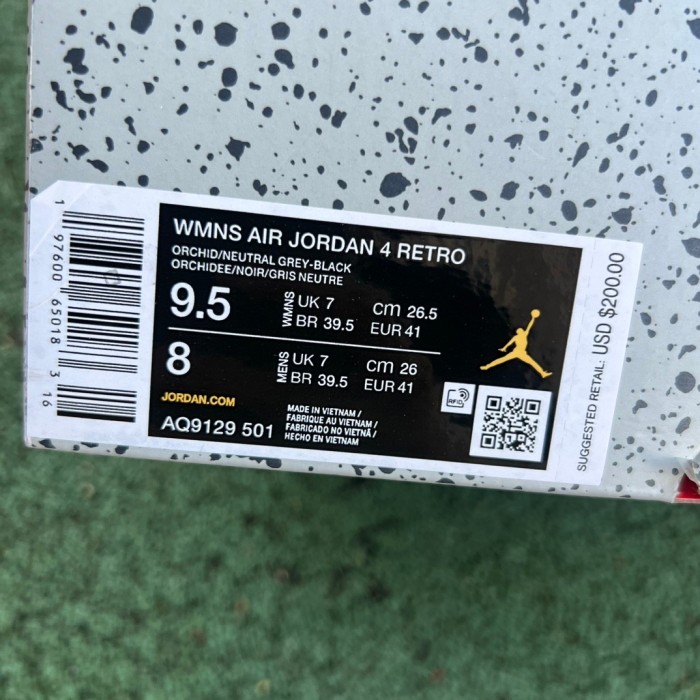 WMNS AIR JORDAN 4 RETRO
ORCHID/NEUTRAL GREY-BLACK
ORCHIDEE/NOIR/GRIS NEUTRE
9.5 WMNS UK 7 cm 26.5
BR 39.5 EUR 41
8 MENS UK 7 cm 26
BR 39.5 EUR 41
JORDAN.COM
AQ9129 501
MADE IN VIETNAM /
FABRIQUE AU VIETNAM /
FABRICADO NO VIETNÃ /
HECHO EN VIETNAM
RFID
SUGGESTED RETAIL: USD $200.00
1 97600 65018 3
16